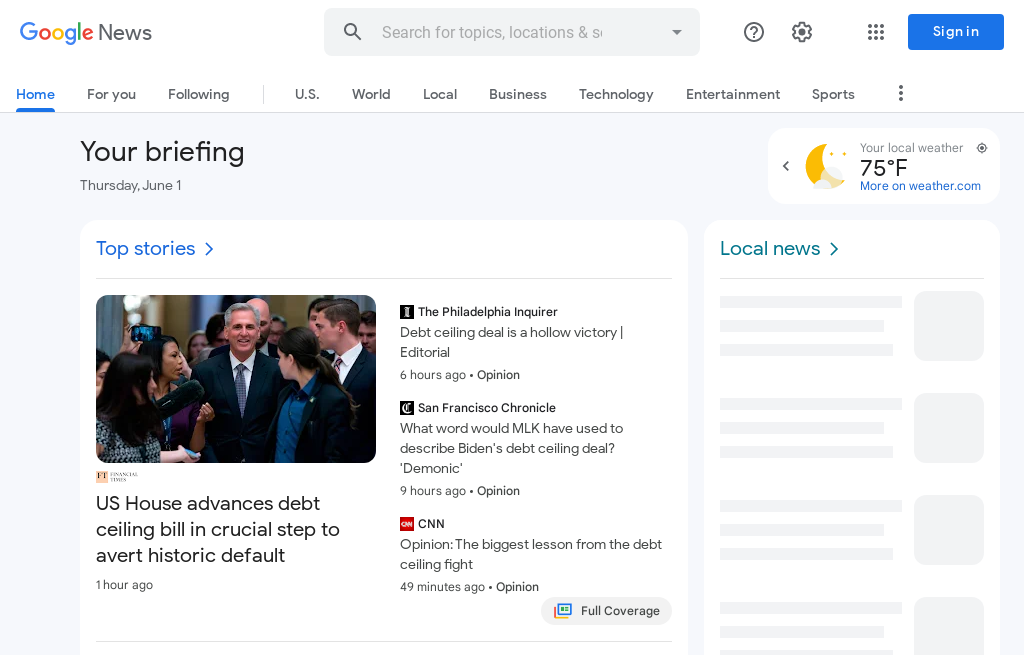 Google News
Search for topics, locations & so
Sign in
Home
For you
Following
U.S.
World
Local
Business
Technology
Entertainment
Sports
Your briefing
Thursday, June 1
Your local weather
75°F
More on weather.com
Top stories
FT FINANCIAL TIMES
US House advances debt
ceiling bill in crucial step to
avert historic default
1 hour ago
The Philadelphia Inquirer
Debt ceiling deal is a hollow victory |
Editorial
6 hours ago • Opinion
San Francisco Chronicle
What word would MLK have used to
describe Biden's debt ceiling deal?
'Demonic'
9 hours ago • Opinion
CNN
CNN
Opinion: The biggest lesson from the debt
ceiling fight
49 minutes ago • Opinion
Full Coverage
Local news